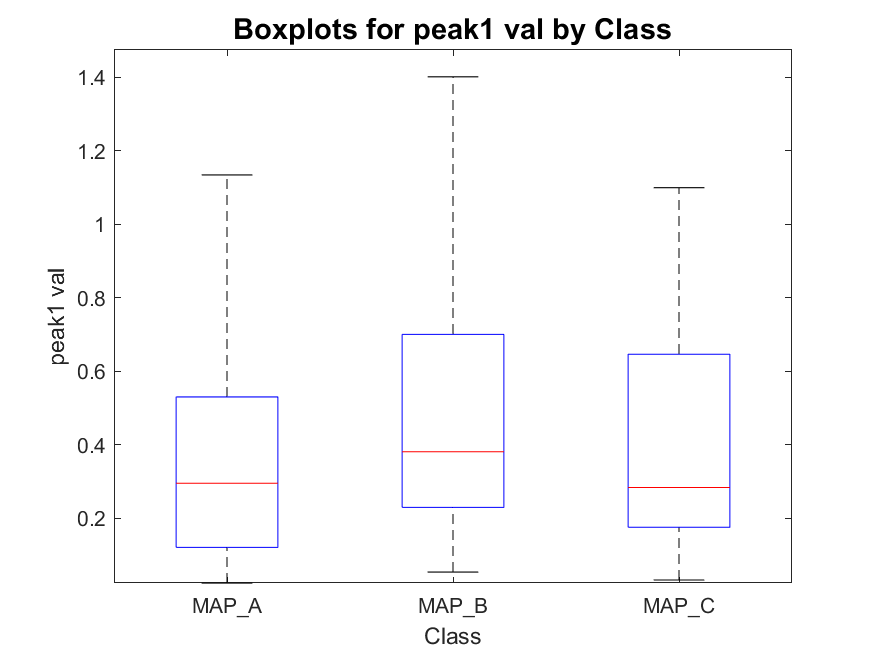 Boxplots for peak1 val by Class
peak1 val
1.4
1.2
1
0.8
0.6
0.4
0.2
MAP_A
MAP_B
MAP_C
Class